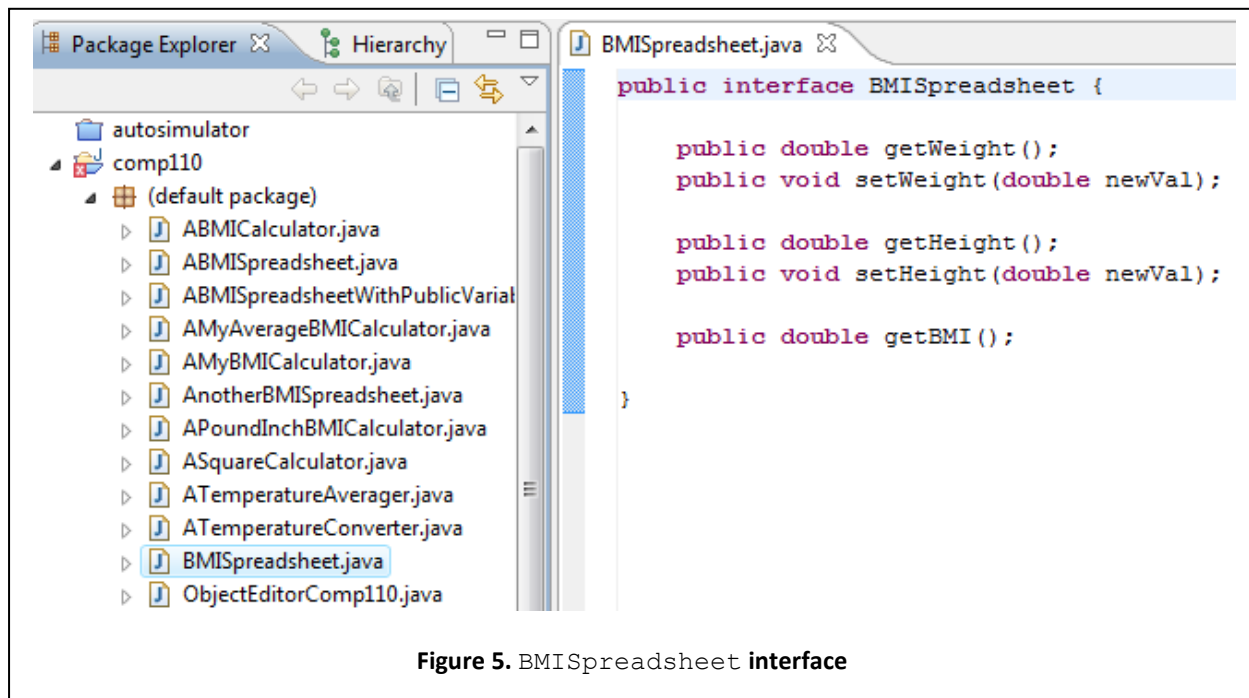 Package Explorer
Hierarchy
autosimulator
comp110
(default package)
ABMICalculator.java
ABMISpreadsheet.java
ABMISpreadsheetWithPublicVarial
AMyAverageBMICalculator.java
AMyBMICalculator.java
AnotherBMISpreadsheet.java
APoundInchBMICalculator.java
ASquareCalculator.java
ATemperatureAverager.java
ATemperatureConverter.java
BMISpreadsheet.java
ObjectEditorComp110.java
BMISpreadsheet.java
public interface BMISpreadsheet {
public double getWeight();
public void setWeight(double newVal);
public double getHeight();
public void setHeight(double newVal);
public double getBMI();
}
Figure 5. BMISpreadsheet interface